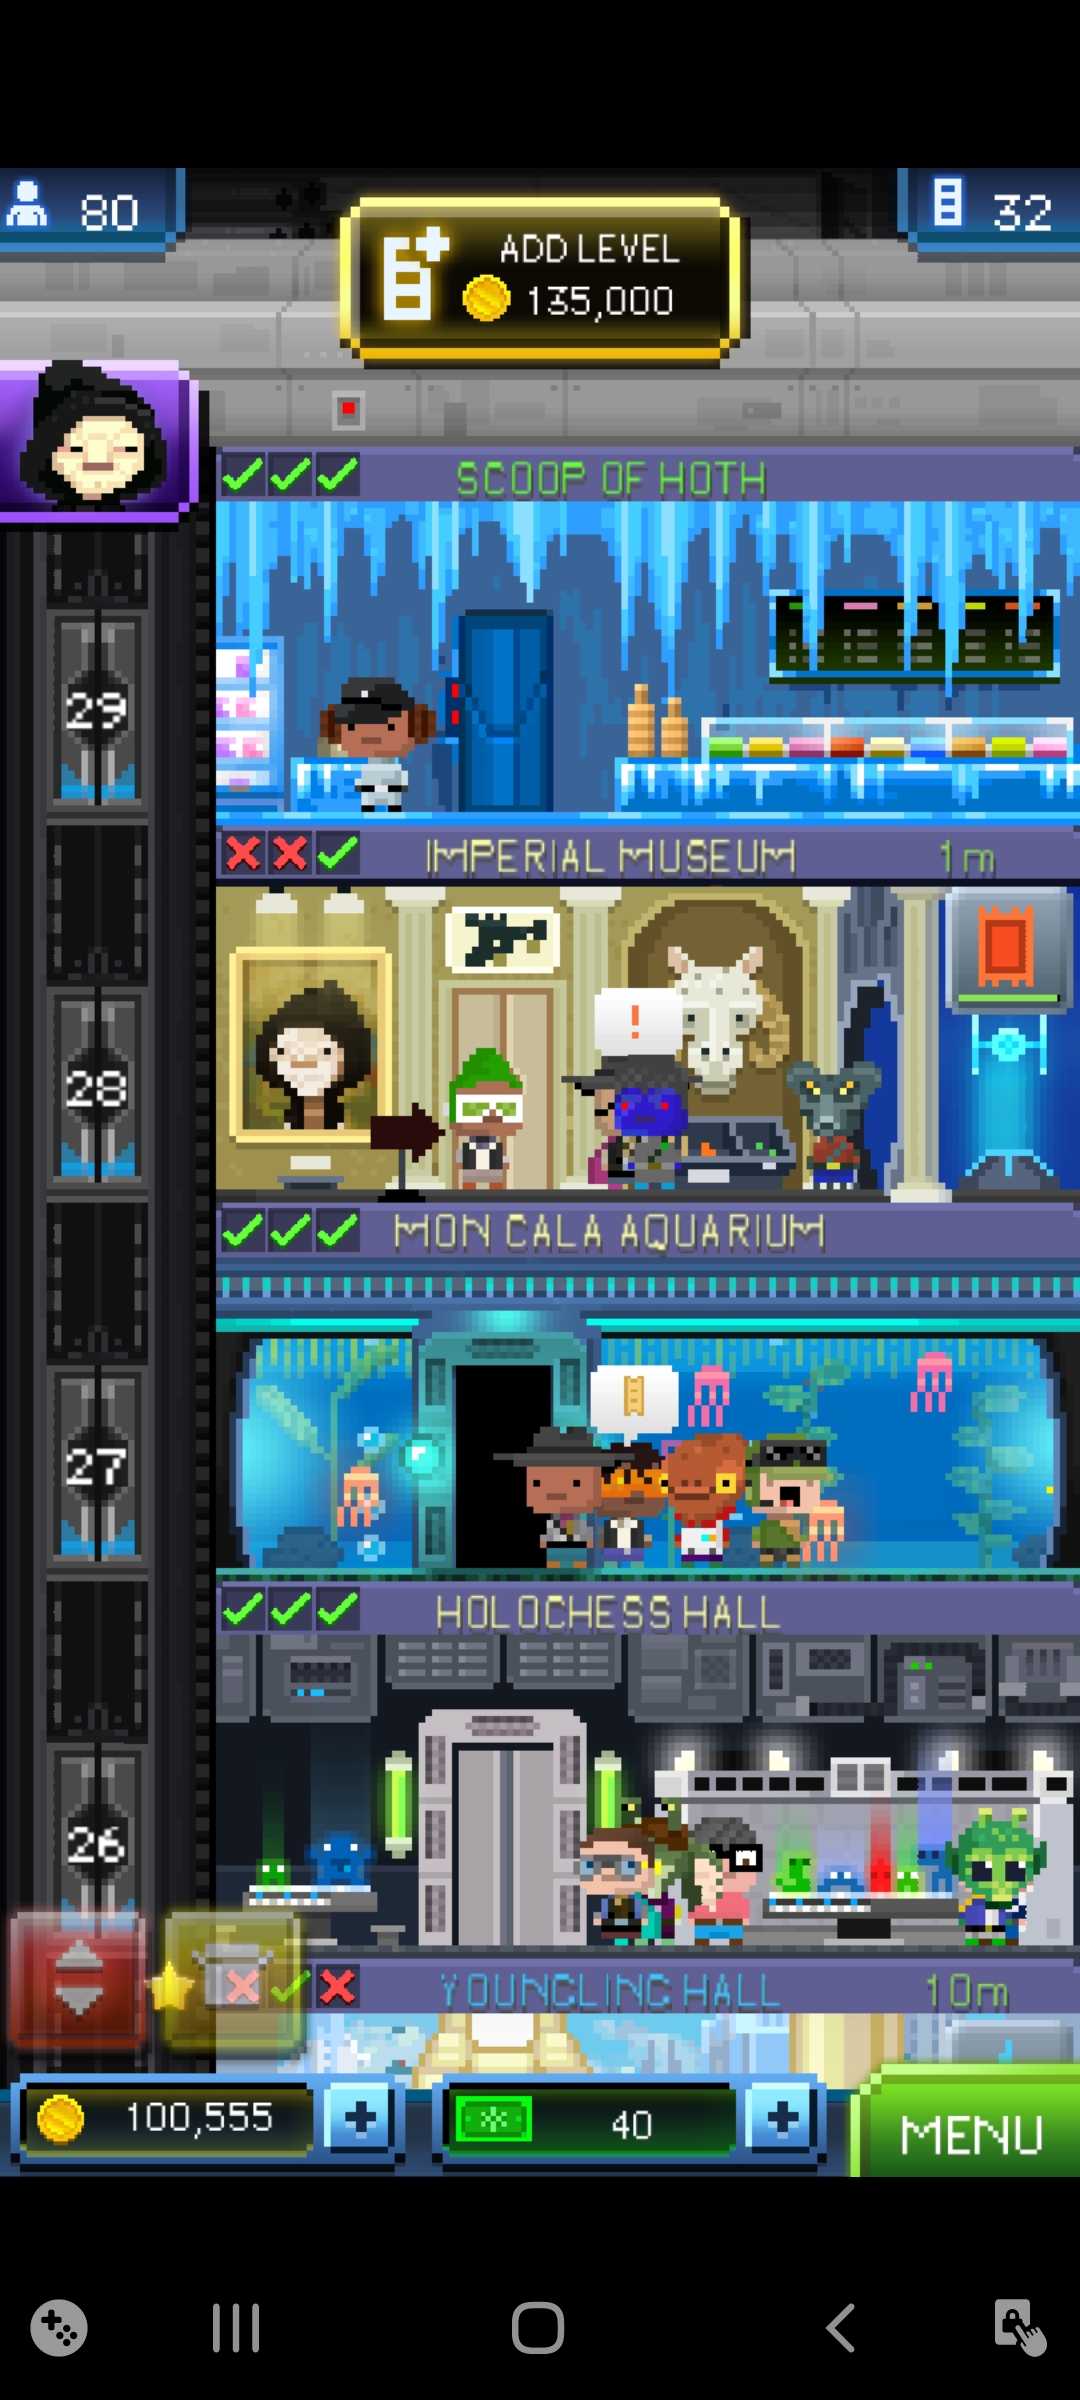 80
32
ADD LEVEL
135,000
SCOOP OF HOTH
29
IMPERIAL MUSEUM 1m
28
!
MON CALA AQUARIUM
27
HOLOCHESS HALL
26
YOUNGLING HALL 10m
100,555 + 40 + MENU